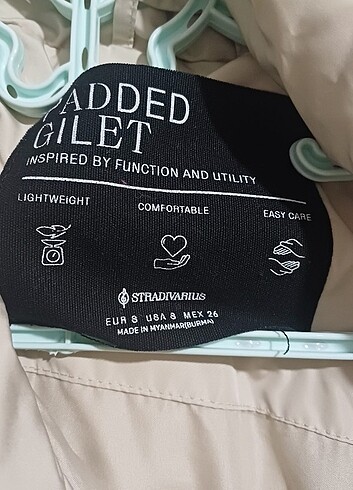 PADDED
GILET
INSPIRED BY FUNCTION AND UTILITY
LIGHTWEIGHT COMFORTABLE EASY CARE
STRADIVARIUS
EUR S USA S MEX 26
MADE IN MYANMAR(BURMA)